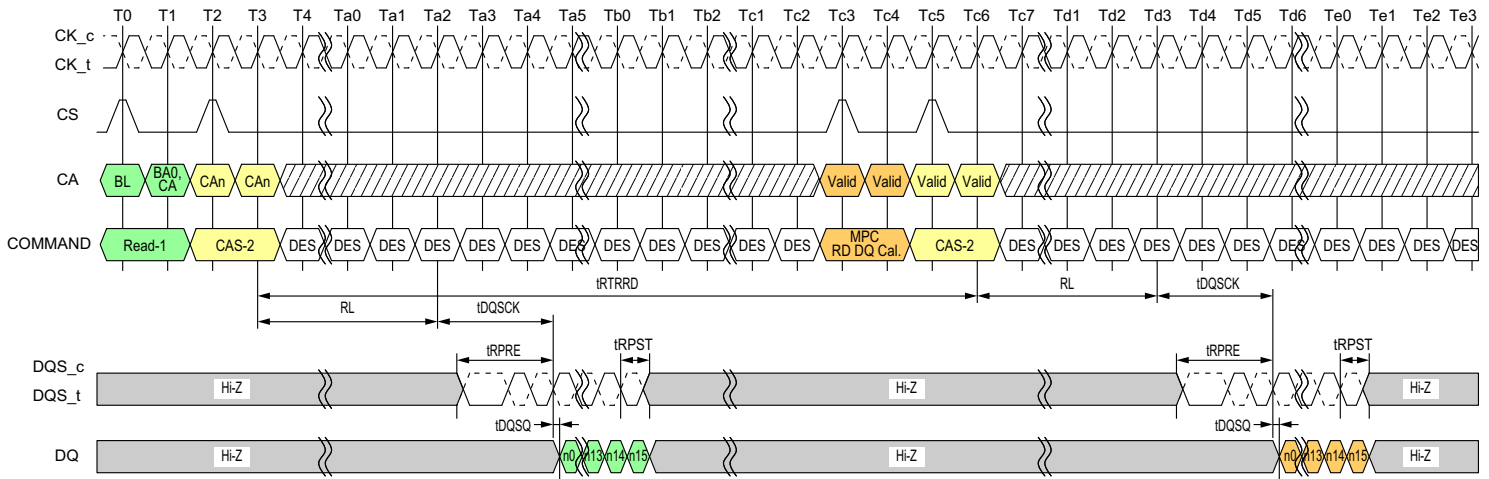 T0 T1 T2 T3 T4 Ta0 Ta1 Ta2 Ta3 Ta4 Ta5 Tb0 Tb1 Tb2 Tc1 Tc2 Tc3 Tc4 Tc5 Tc6 Tc7 Td1 Td2 Td3 Td4 Td5 Td6 Te0 Te1 Te2 Te3
CK_c
CK_t
CS
CA BL BA0, CA CAn CAn Valid Valid Valid Valid
COMMAND Read-1 CAS-2 DES DES DES DES DES DES DES DES DES DES DES DES MPC RD DQ Cal. CAS-2 DES DES DES DES DES DES DES DES DES DES DES
tRTRRD RL tDQSCK
RL tDQSCK
tRPRE tRPST tRPRE tRPST
DQS_c
DQS_t
Hi-Z Hi-Z Hi-Z
tDQSQ tDQSQ
DQ Hi-Z n0 n13 n14 n15 Hi-Z n0 n13 n14 n15 Hi-Z